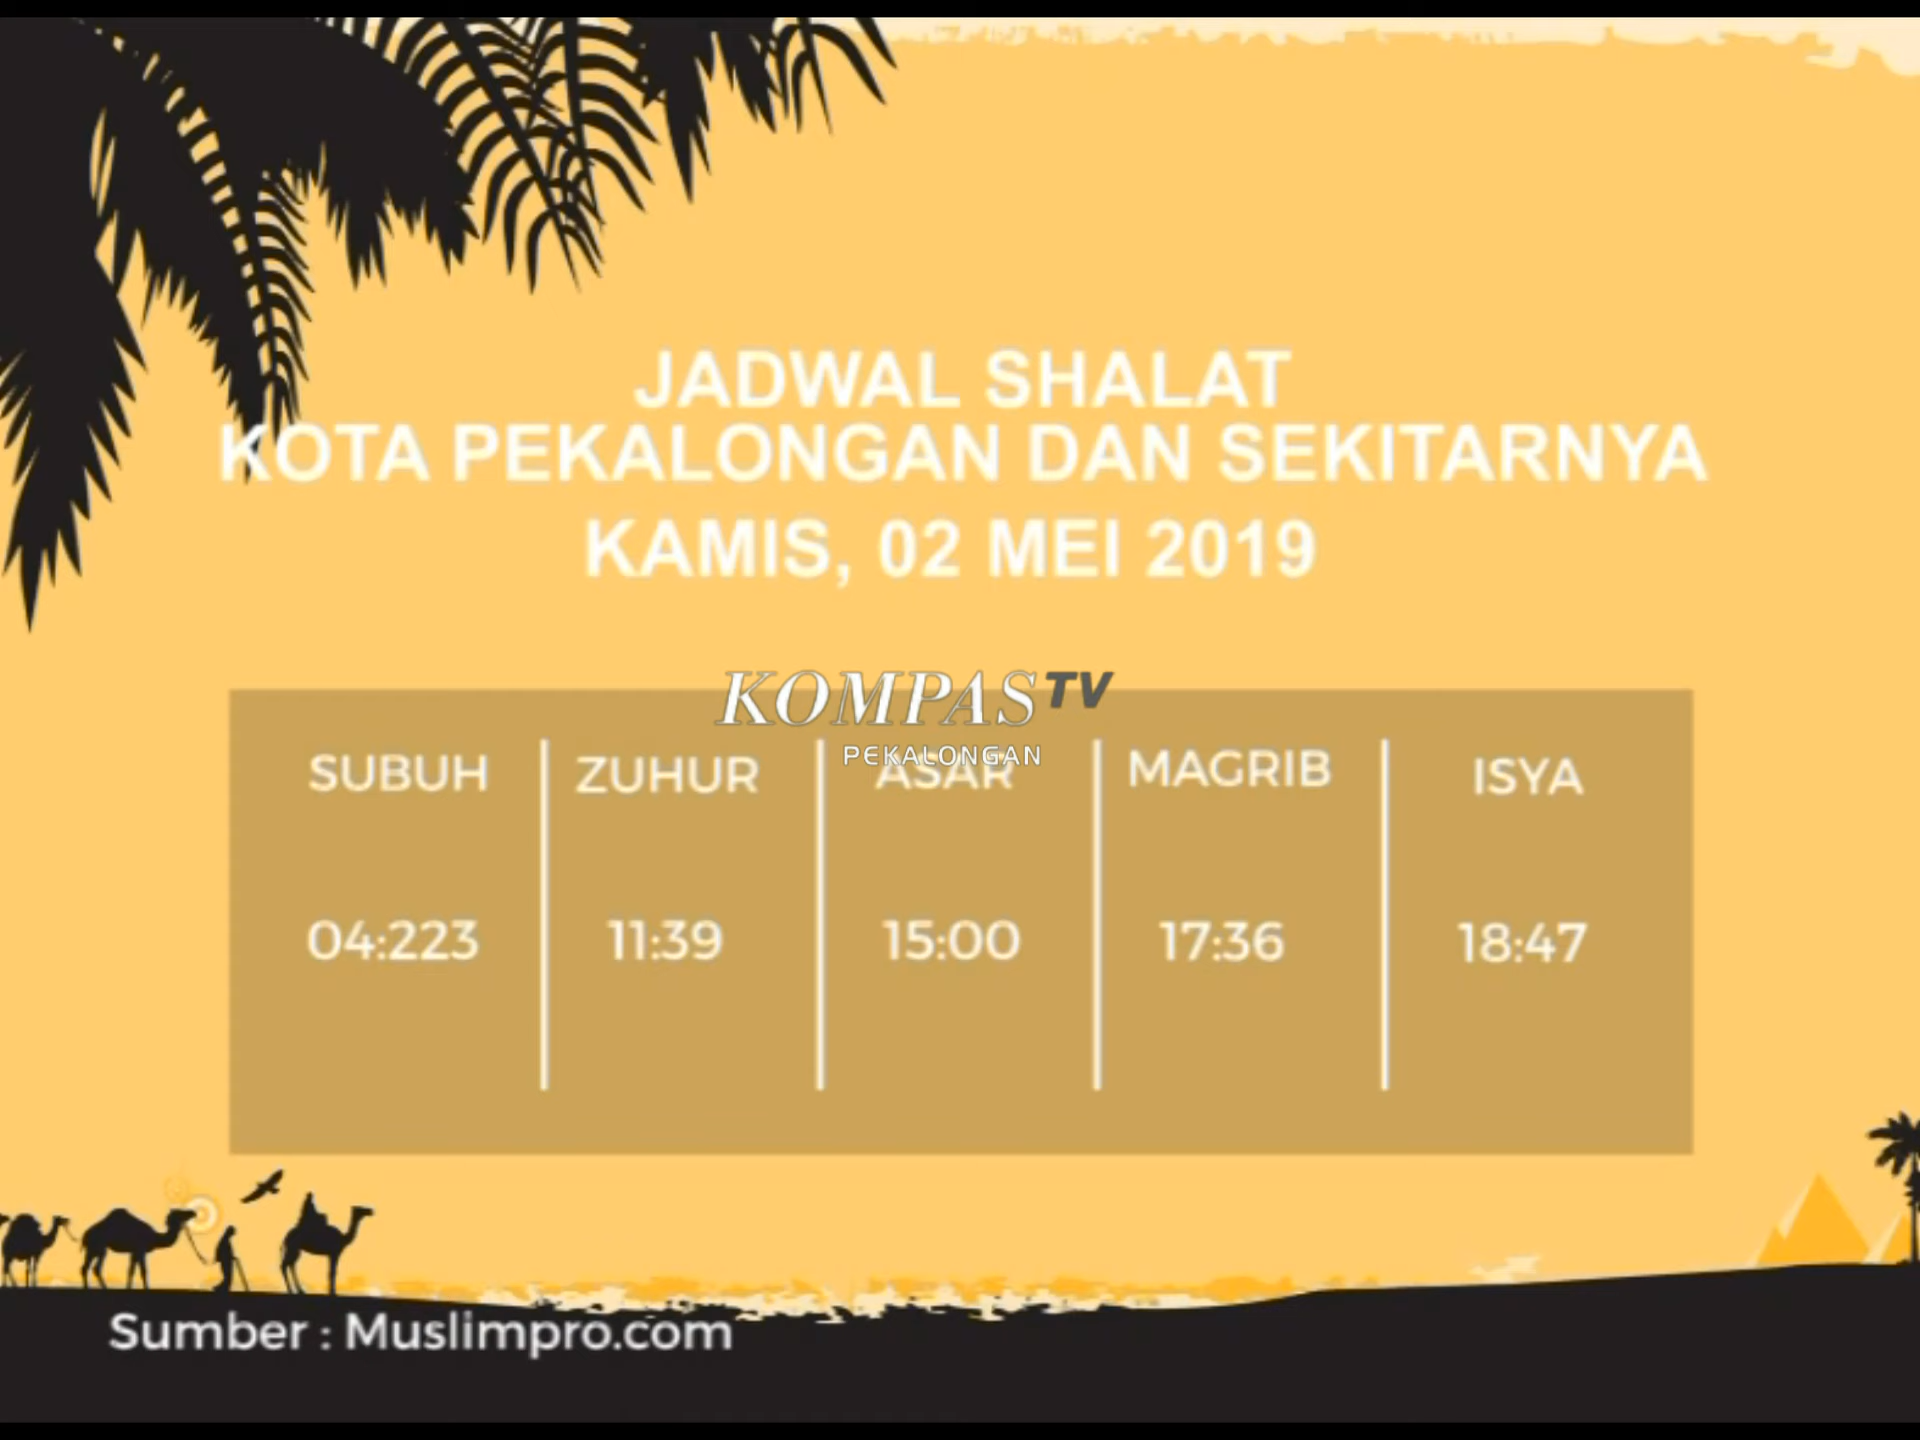 JADWAL SHALAT
KOTA PEKALONGAN DAN SEKITARNYA
KAMIS, 02 MEI 2019
KOMPAS TV
PEKALONGAN
SUBUH ZUHUR ASAR MAGRIB ISYA
04:223 11:39 15:00 17:36 18:47
Sumber : Muslimpro.com